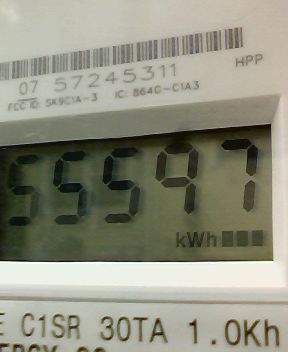 HPP
07 57245311
FCC ID: SK9C1A-3 IC: 864G-C1A3
55597
kWh
C1SR 30TA 1.0Kh